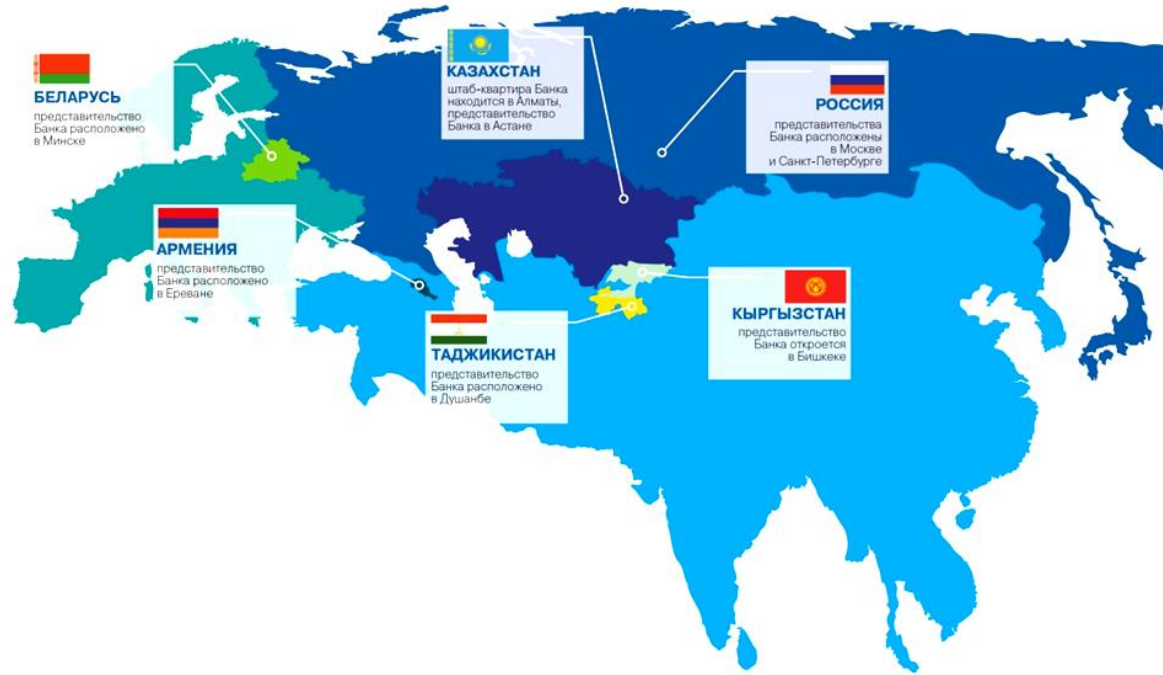 БЕЛАРУСЬ
представительство
Банка расположено
в Минске
КАЗАХСТАН
штаб-квартира Банка
находится в Алматы,
представительство
Банка в Астане
РОССИЯ
представительства
Банка расположены
в Москве
и Санкт-Петербурге
АРМЕНИЯ
представительство
Банка расположено
в Ереване
ТАДЖИКИСТАН
представительство
Банка расположено
в Душанбе
КЫРГЫЗСТАН
представительство
Банка откроется
в Бишкеке